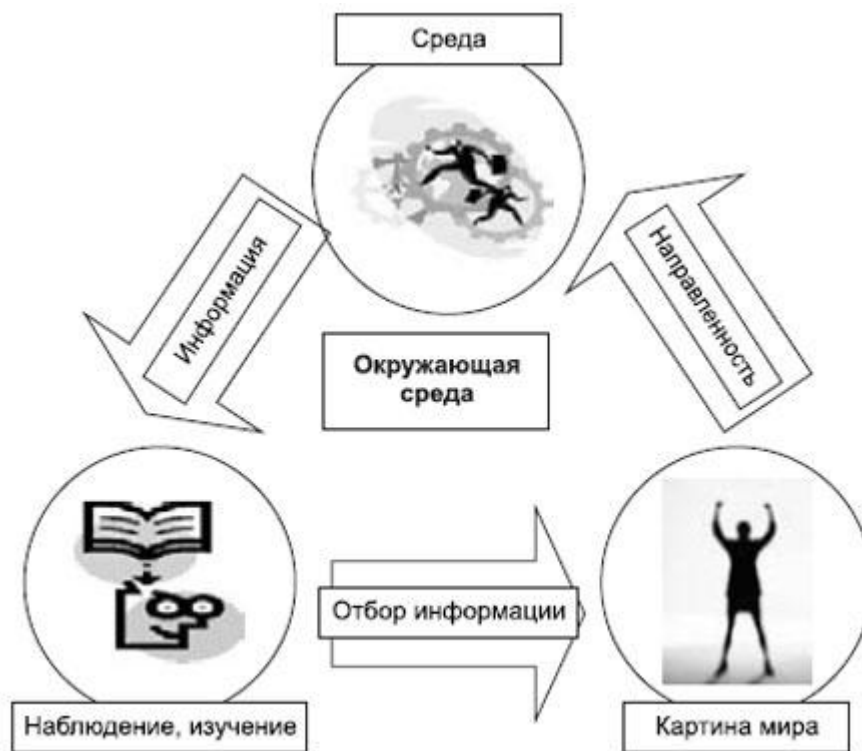 Среда
Информация
Направленность
Окружающая
среда
Отбор информации
Наблюдение, изучение
Картина мира